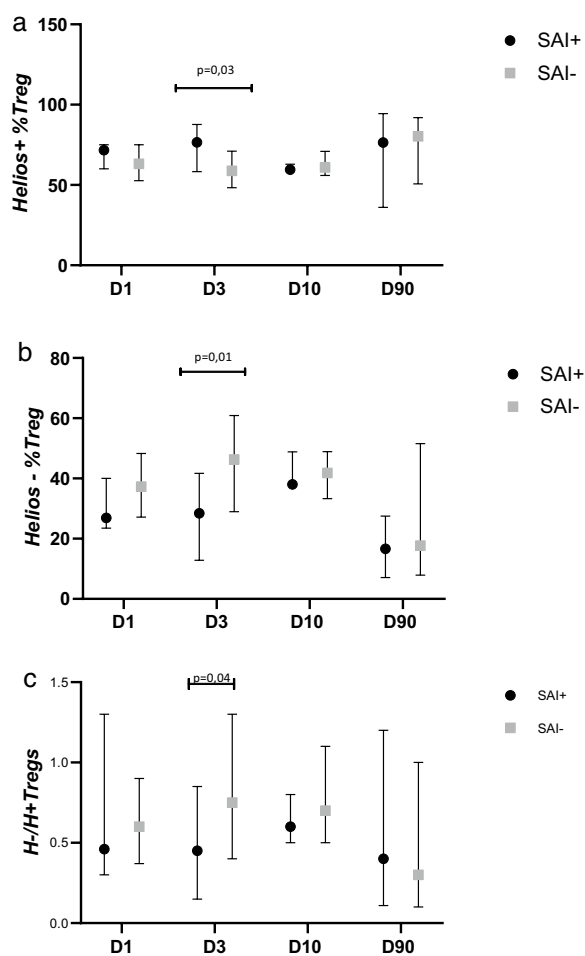 a
150
100
50
0
Helios+ %Treg
p=0,03
SAI+
SAI-
D1 D3 D10 D90
b
80
60
40
20
0
Helios - %Treg
p=0,01
SAI+
SAI-
D1 D3 D10 D90
c
1.5
1.0
0.5
0.0
H-/H+Tregs
p=0,04
SAI+
SAI-
D1 D3 D10 D90